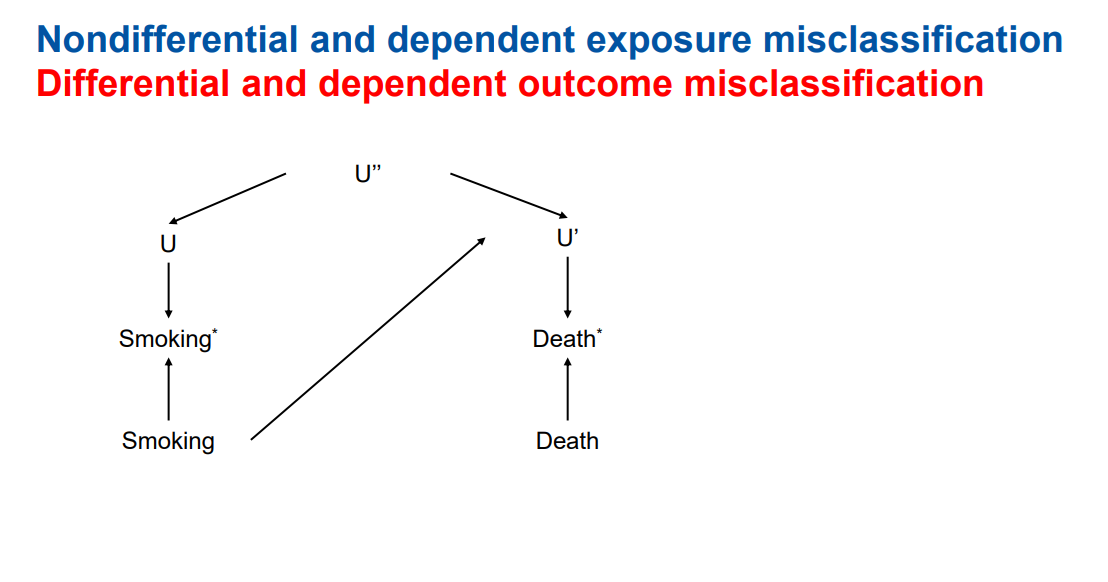 Nondifferential and dependent exposure misclassification
Differential and dependent outcome misclassification
U’’
U
U’
Smoking*
Death*
Smoking
Death